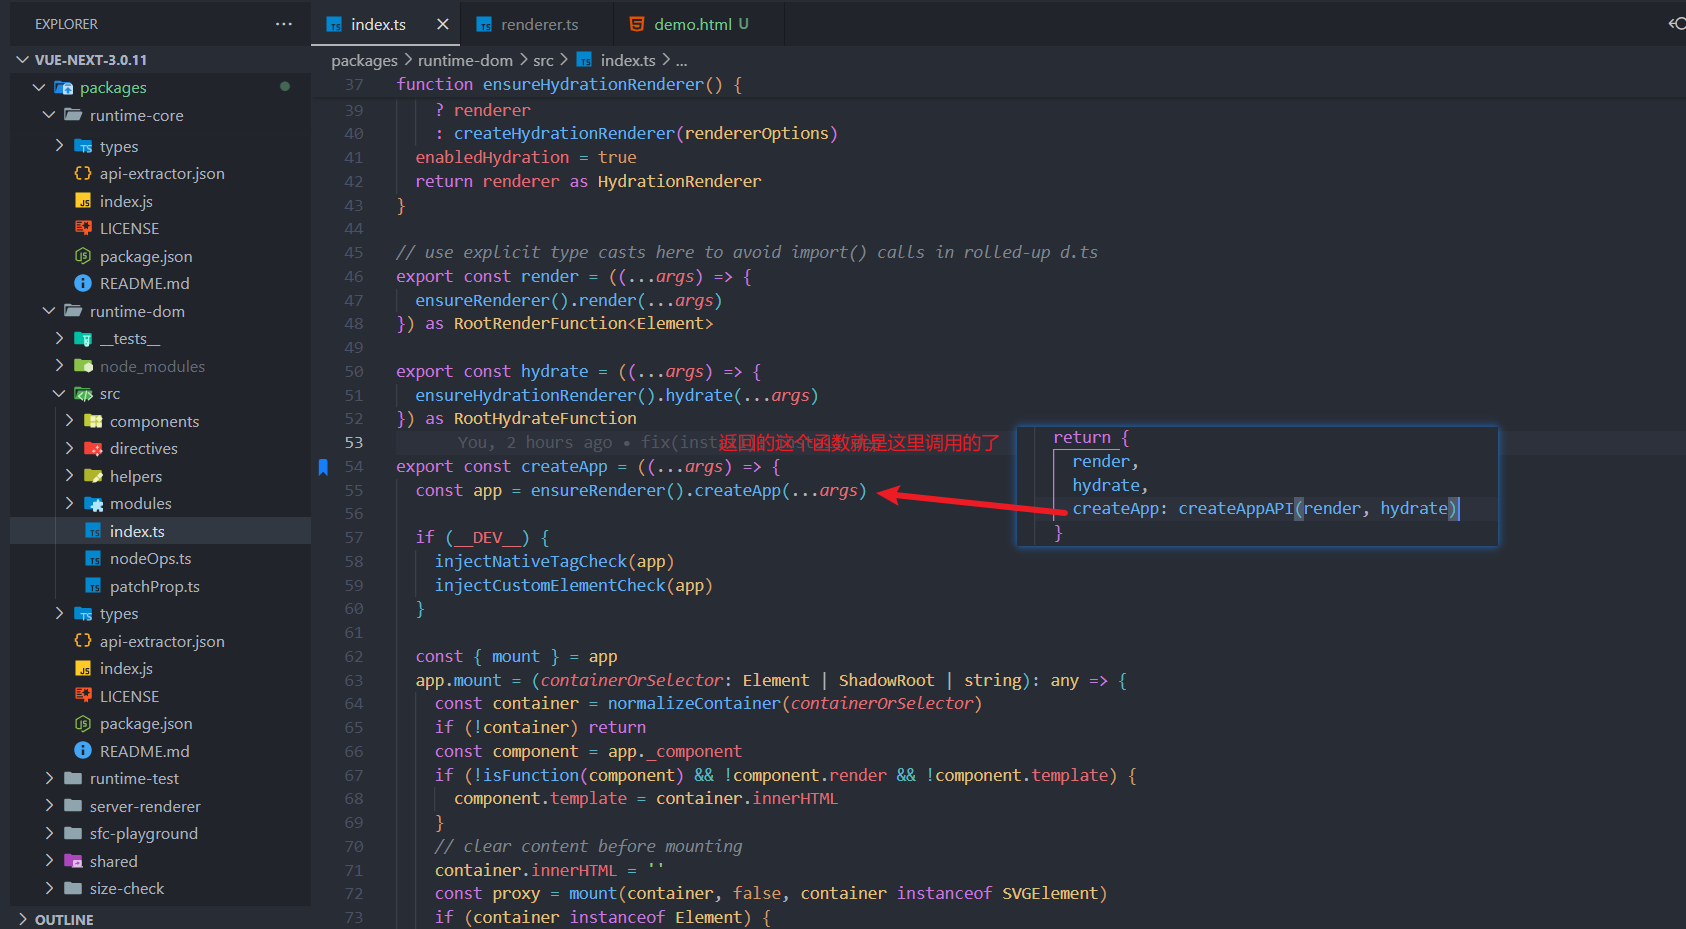 EXPLORER
···
VUE-NEXT-3.0.11
packages
runtime-core
types
api-extractor.json
index.js
LICENSE
package.json
README.md
runtime-dom
__tests__
node_modules
src
components
directives
helpers
modules
index.ts
nodeOps.ts
patchProp.ts
types
api-extractor.json
index.js
LICENSE
package.json
README.md
runtime-test
server-renderer
sfc-playground
shared
size-check
OUTLINE
index.ts
renderer.ts
demo.html U
packages > runtime-dom > src > index.ts > ...
37 function ensureHydrationRenderer() {
39 ? renderer
40 : createHydrationRenderer(rendererOptions)
41 enabledHydration = true
42 return renderer as HydrationRenderer
43 }
44
45 // use explicit type casts here to avoid import() calls in rolled-up d.ts
46 export const render = ((...args) => {
47 ensureRenderer().render(...args)
48 }) as RootRenderFunction<Element>
49
50 export const hydrate = ((...args) => {
51 ensureHydrationRenderer().hydrate(...args)
52 }) as RootHydrateFunction
53 You, 2 hours ago • fix(inst
返回的这个函数就是这里调用的了
54 export const createApp = ((...args) => {
55 const app = ensureRenderer().createApp(...args)
56
57 if (__DEV__) {
58 injectNativeTagCheck(app)
59 injectCustomElementCheck(app)
60 }
61
62 const { mount } = app
63 app.mount = (containerOrSelector: Element | ShadowRoot | string): any => {
64 const container = normalizeContainer(containerOrSelector)
65 if (!container) return
66 const component = app._component
67 if (!isFunction(component) && !component.render && !component.template) {
68 component.template = container.innerHTML
69 }
70 // clear content before mounting
71 container.innerHTML = ''
72 const proxy = mount(container, false, container instanceof SVGElement)
73 if (container instanceof Element) {
return {
render,
hydrate,
createApp: createAppAPI(render, hydrate)
}